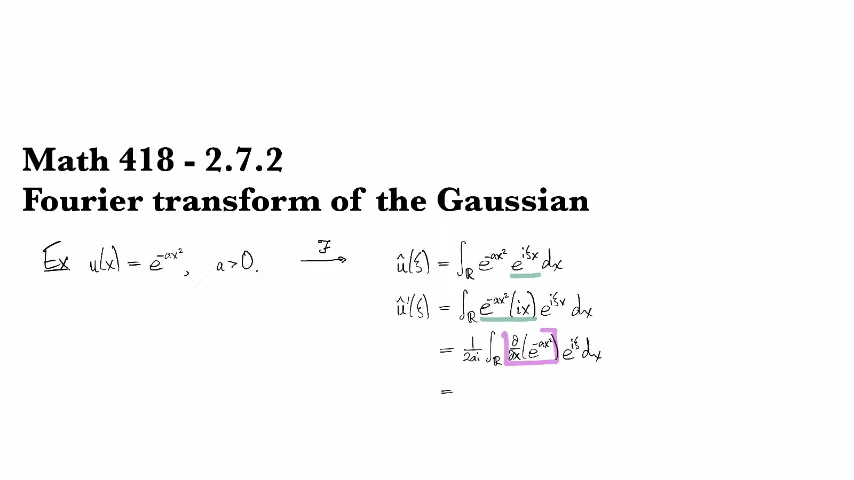 Math 418 - 2.7.2
Fourier transform of the Gaussian
Ex u(x) = e^{-ax²}, a > 0. ℱ → û(ξ) = ∫_ℝ e^{-ax²} e^{iξx} dx
û'(ξ) = ∫_ℝ e^{-ax²} (ix) e^{iξx} dx
= 1/2ai ∫_ℝ ∂/∂x (e^{-ax²}) e^{iξ} dx
=